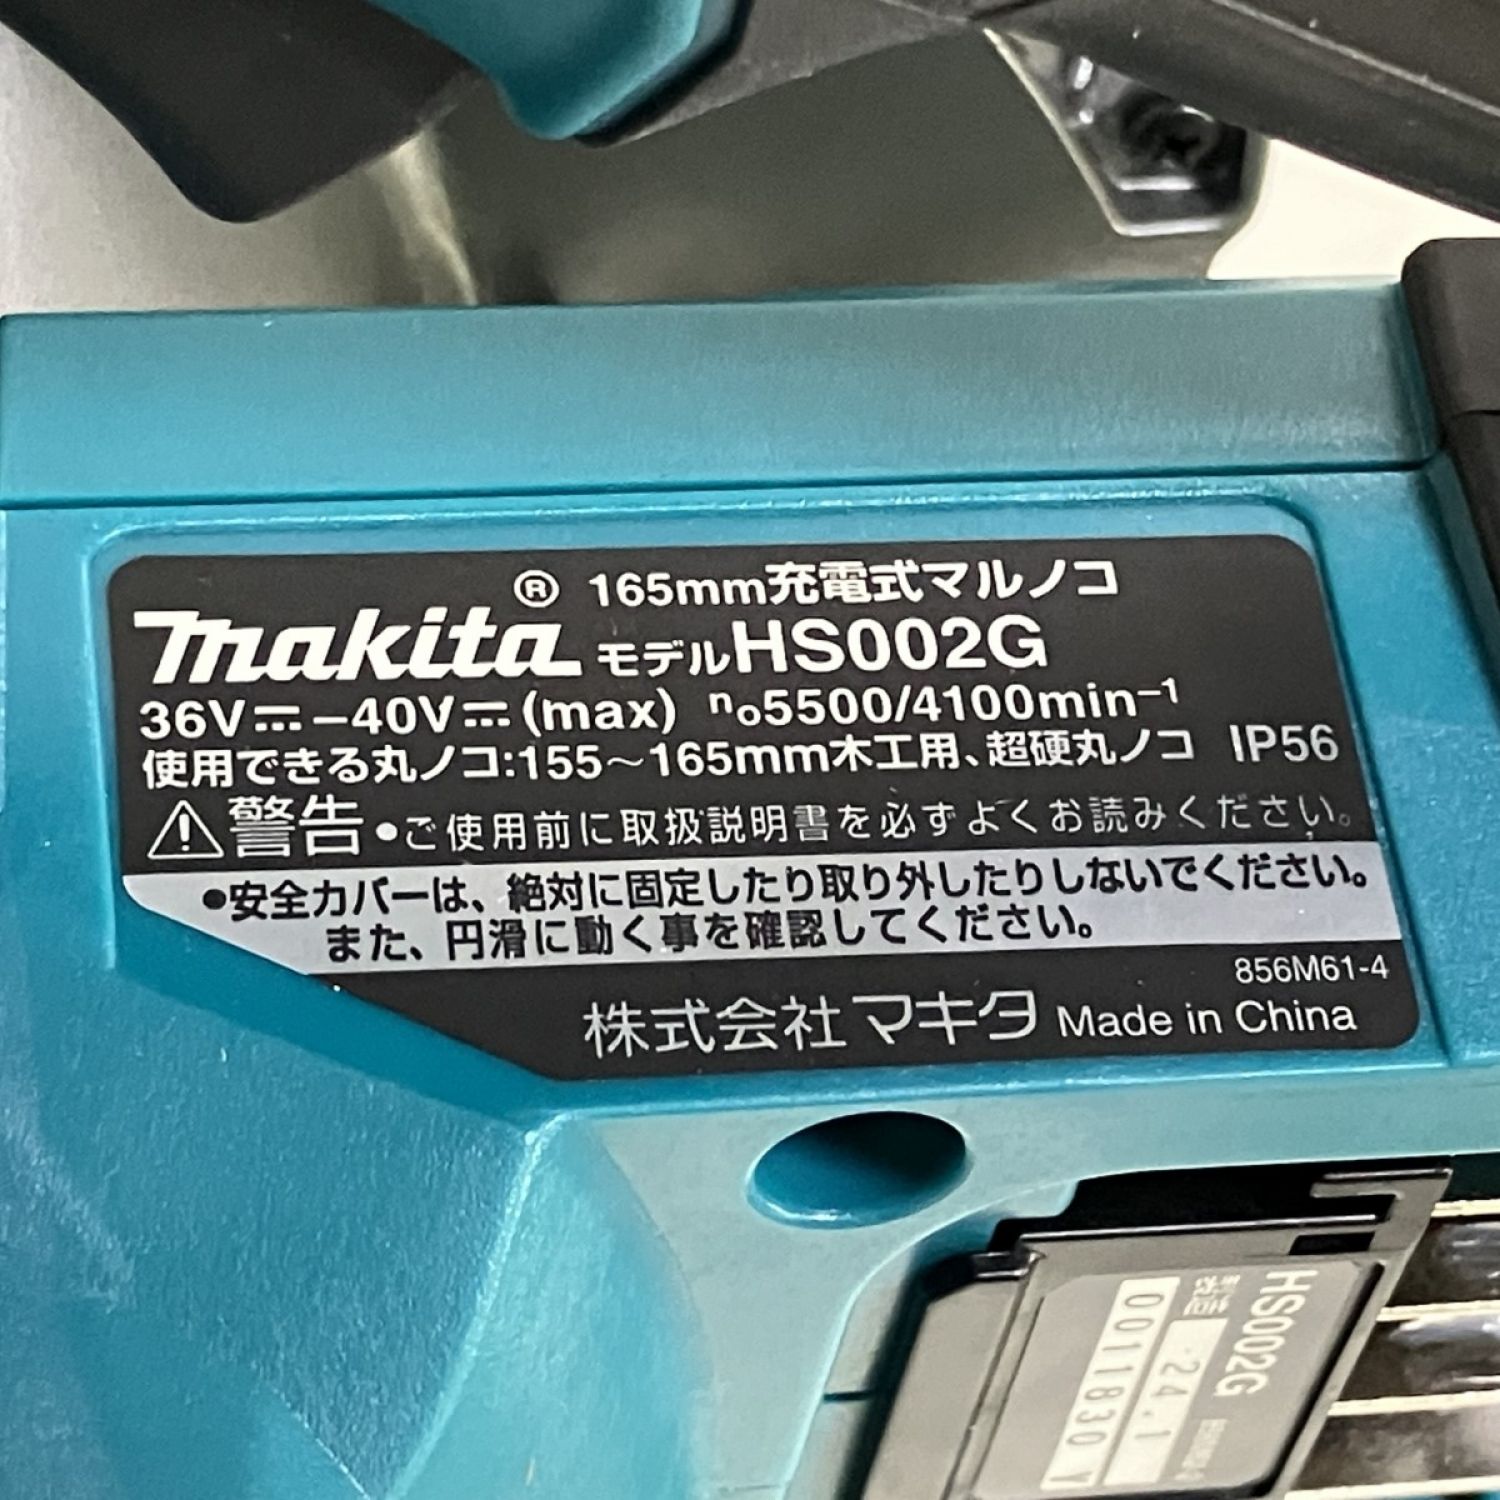 makita® 165mm充電式マルノコ
モデルHS002G
36V⎓–40V⎓(max) n₀5500/4100min⁻¹
使用できる丸ノコ:155～165mm木工用、超硬丸ノコ IP56
⚠警告 ●ご使用前に取扱説明書を必ずよくお読みください。
●安全カバーは、絶対に固定したり取り外したりしないでください。
また、円滑に動く事を確認してください。
856M61-4
株式会社マキタ Made in China
HS002G
製造 24.1
0011830 Y